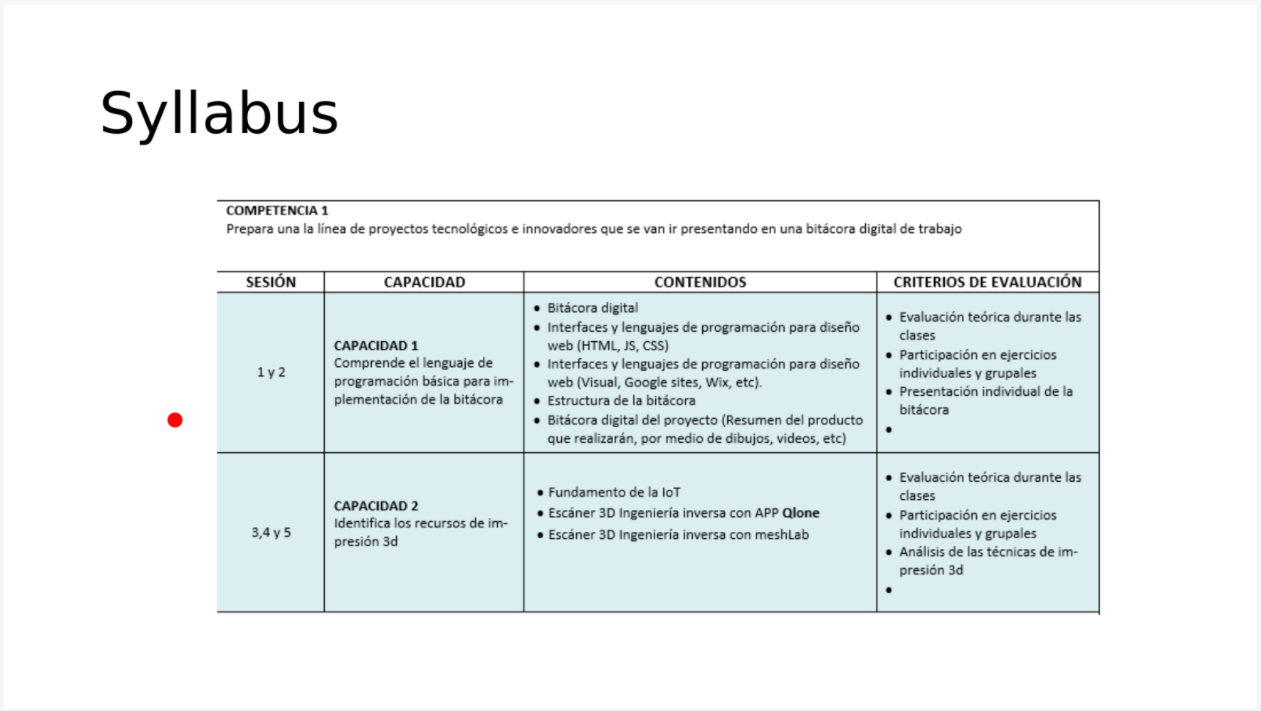 Syllabus
COMPETENCIA 1
Prepara una la línea de proyectos tecnológicos e innovadores que se van ir presentando en una bitácora digital de trabajo
SESIÓN
CAPACIDAD
CONTENIDOS
CRITERIOS DE EVALUACIÓN
1 y 2
CAPACIDAD 1
Comprende el lenguaje de
programación básica para im-
plementación de la bitácora
• Bitácora digital
• Interfaces y lenguajes de programación para diseño
web (HTML, JS, CSS)
• Interfaces y lenguajes de programación para diseño
web (Visual, Google sites, Wix, etc).
• Estructura de la bitácora
• Bitácora digital del proyecto (Resumen del producto
que realizarán, por medio de dibujos, videos, etc)
• Evaluación teórica durante las
clases
• Participación en ejercicios
individuales y grupales
• Presentación individual de la
bitácora
•
3,4 y 5
CAPACIDAD 2
Identifica los recursos de im-
presión 3d
• Fundamento de la IoT
• Escáner 3D Ingeniería inversa con APP Qlone
• Escáner 3D Ingeniería inversa con meshLab
• Evaluación teórica durante las
clases
• Participación en ejercicios
individuales y grupales
• Análisis de las técnicas de im-
presión 3d
•